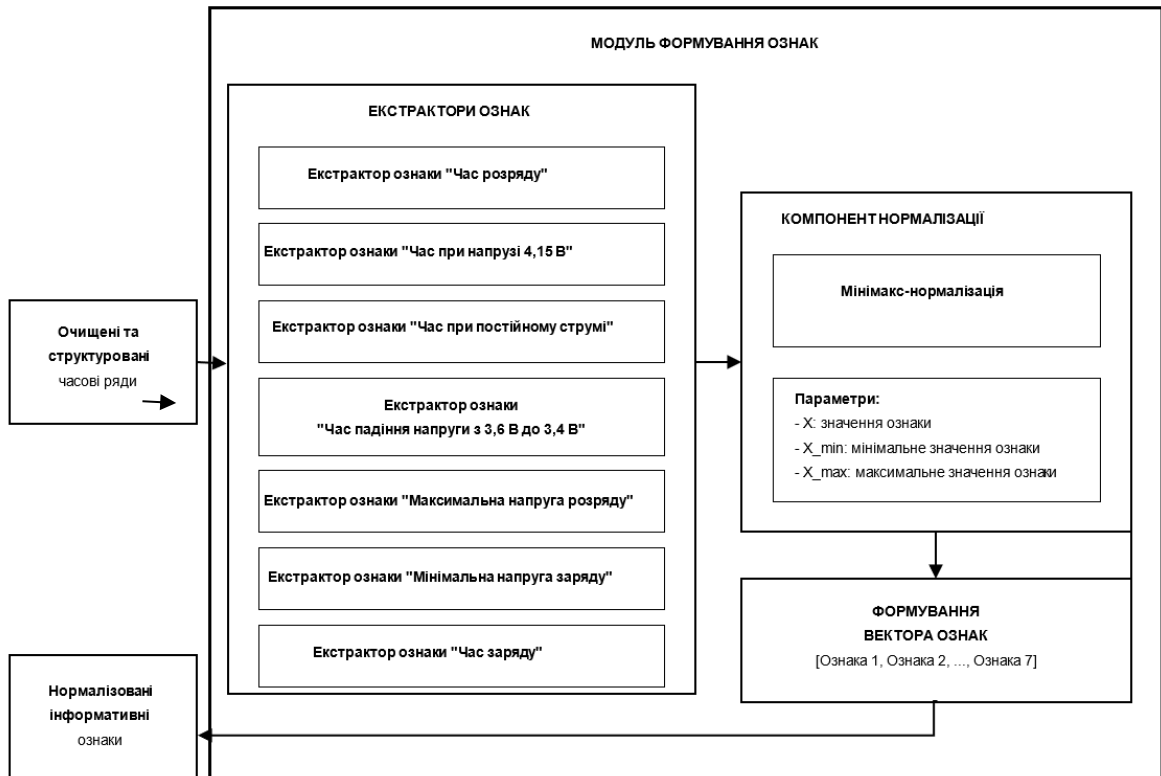 МОДУЛЬ ФОРМУВАННЯ ОЗНАК
ЕКСТРАКТОРИ ОЗНАК
Екстрактор ознаки "Час розряду"
Екстрактор ознаки "Час при напрузі 4,15 В"
Екстрактор ознаки "Час при постійному струмі"
Екстрактор ознаки
"Час падіння напруги з 3,6 В до 3,4 В"
Екстрактор ознаки "Максимальна напруга розряду"
Екстрактор ознаки "Мінімальна напруга заряду"
Екстрактор ознаки "Час заряду"
Очищені та
структуровані
часові ряди
КОМПОНЕНТ НОРМАЛІЗАЦІЇ
Мінімакс-нормалізація
Параметри:
- X: значення ознаки
- X_min: мінімальне значення ознаки
- X_max: максимальне значення ознаки
ФОРМУВАННЯ
ВЕКТОРА ОЗНАК
[Ознака 1, Ознака 2, ..., Ознака 7]
Нормалізовані
інформативні
ознаки